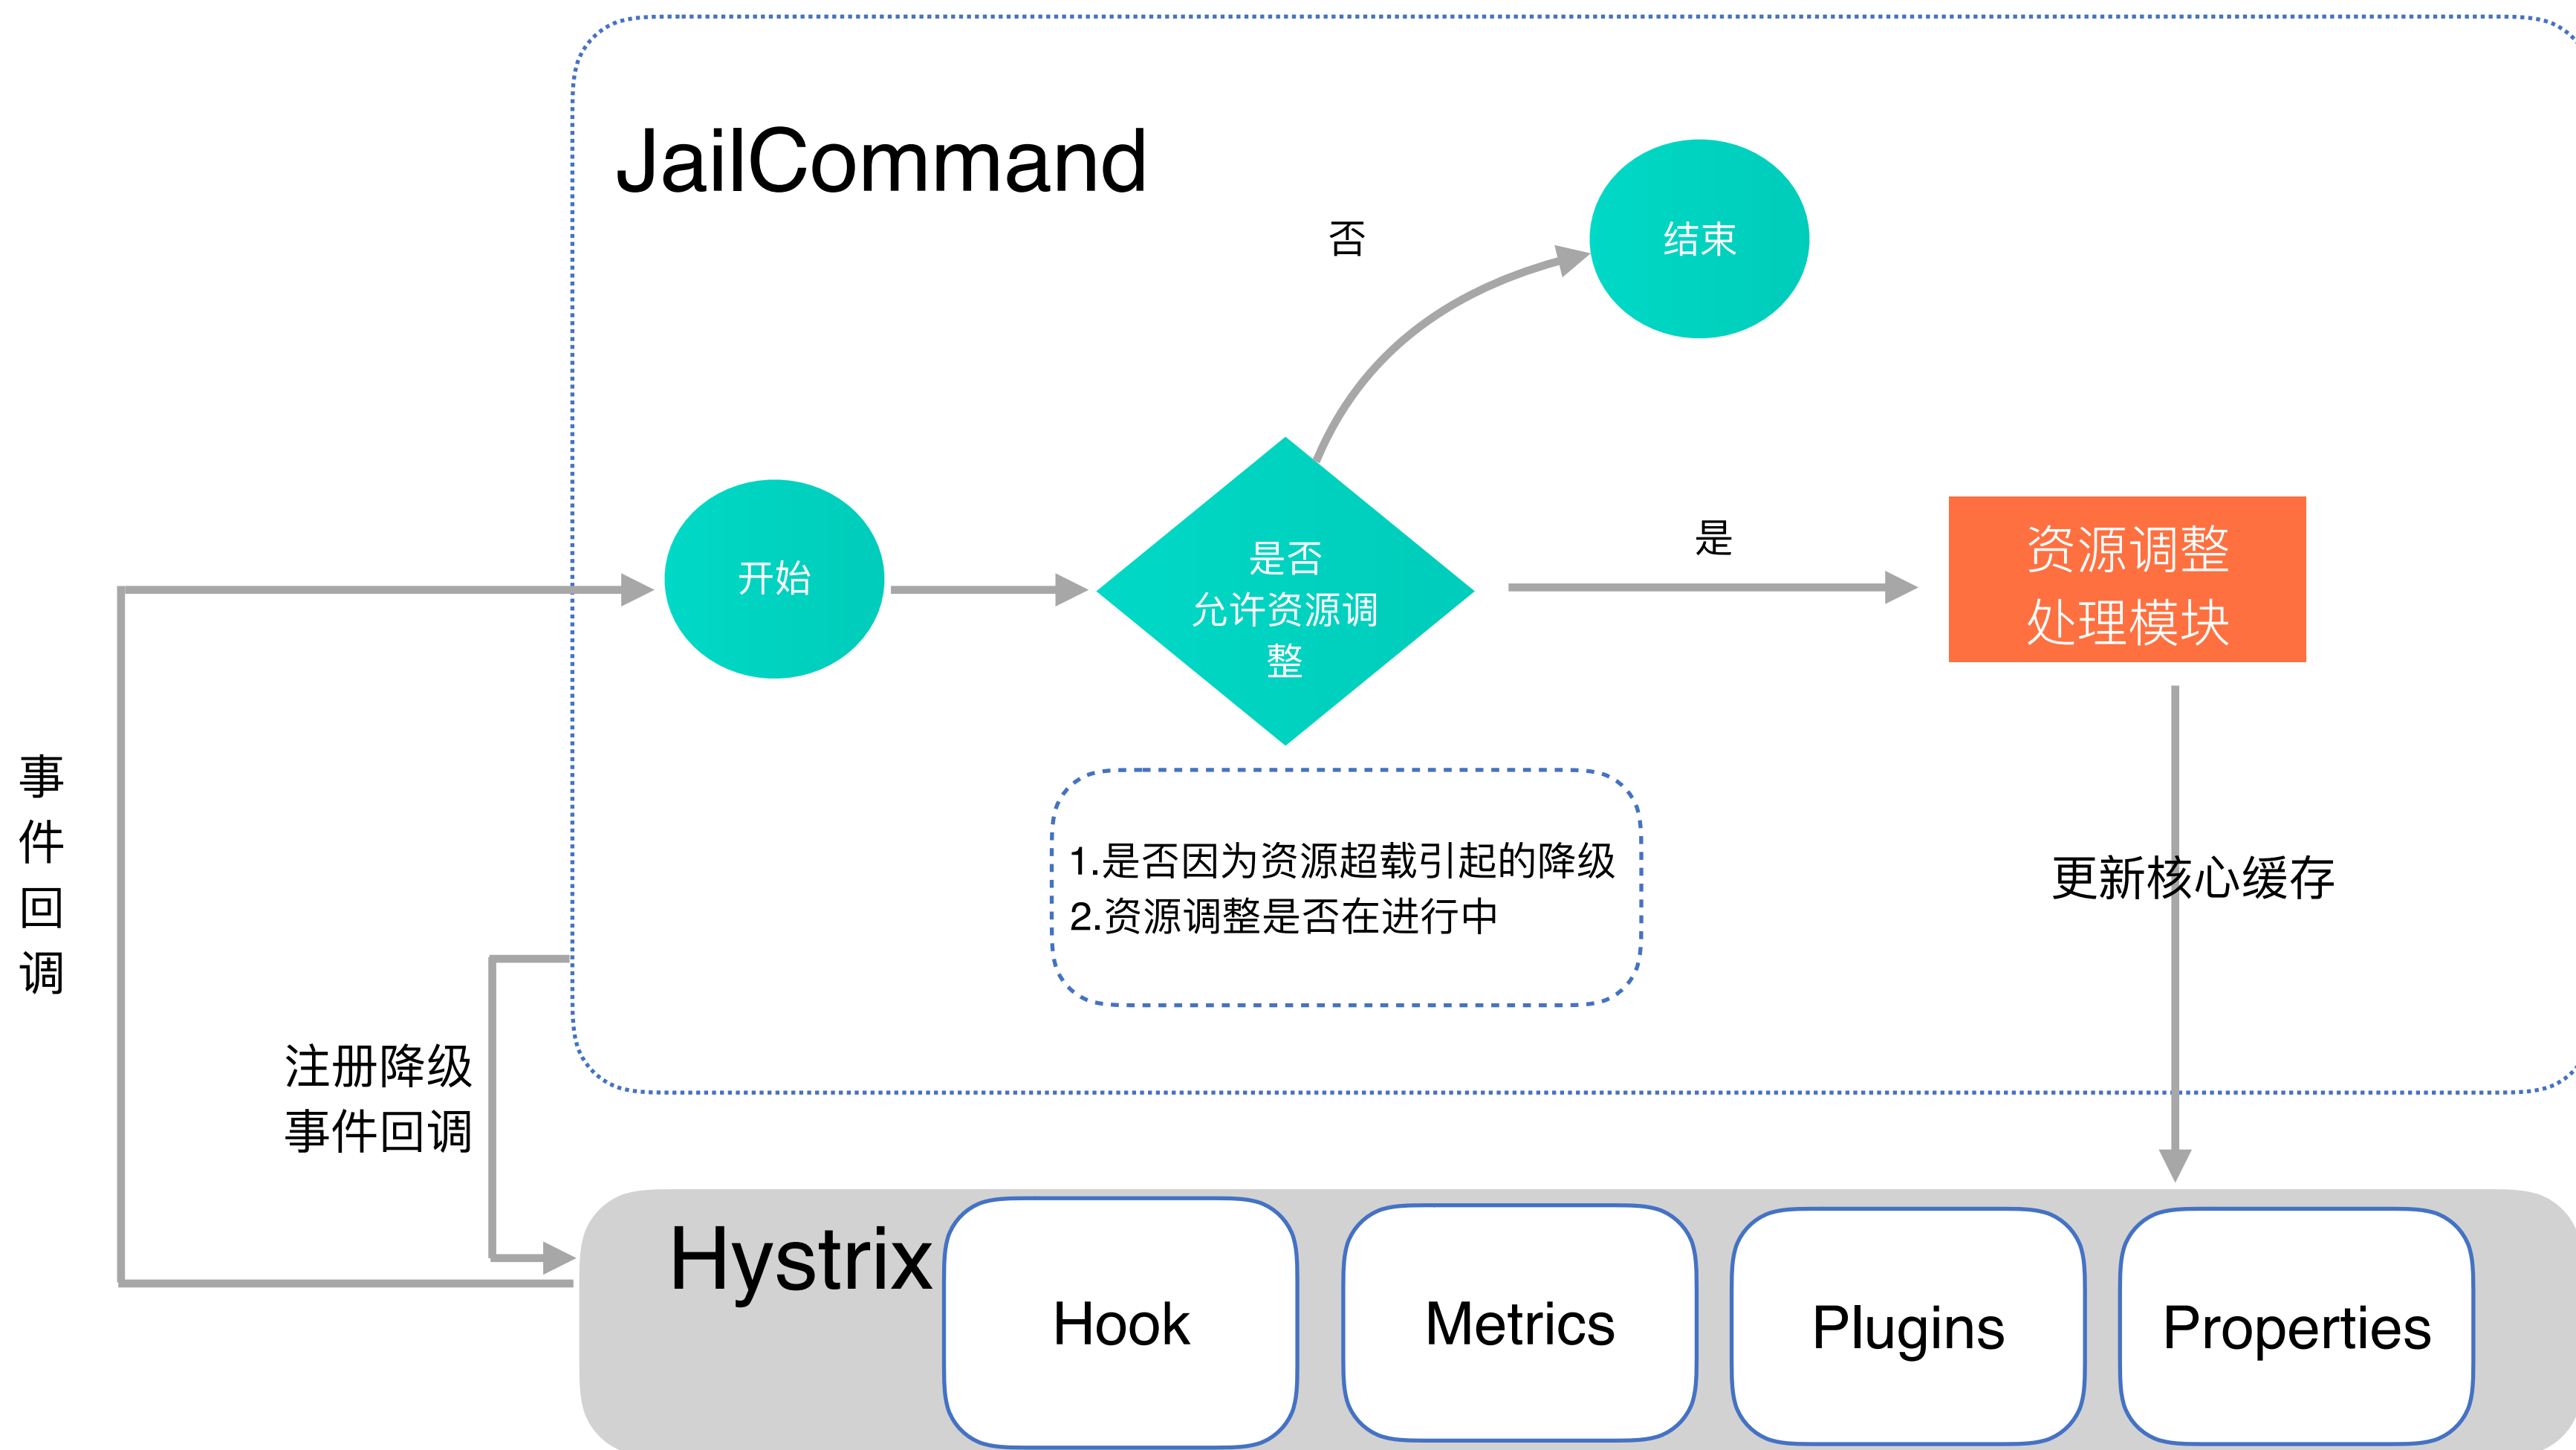 JailCommand
否
结束
开始
是否
允许资源调
整
是
资源调整
处理模块
1.是否因为资源超载引起的降级
2.资源调整是否在进行中
更新核心缓存
事
件
回
调
注册降级
事件回调
Hystrix
Hook
Metrics
Plugins
Properties